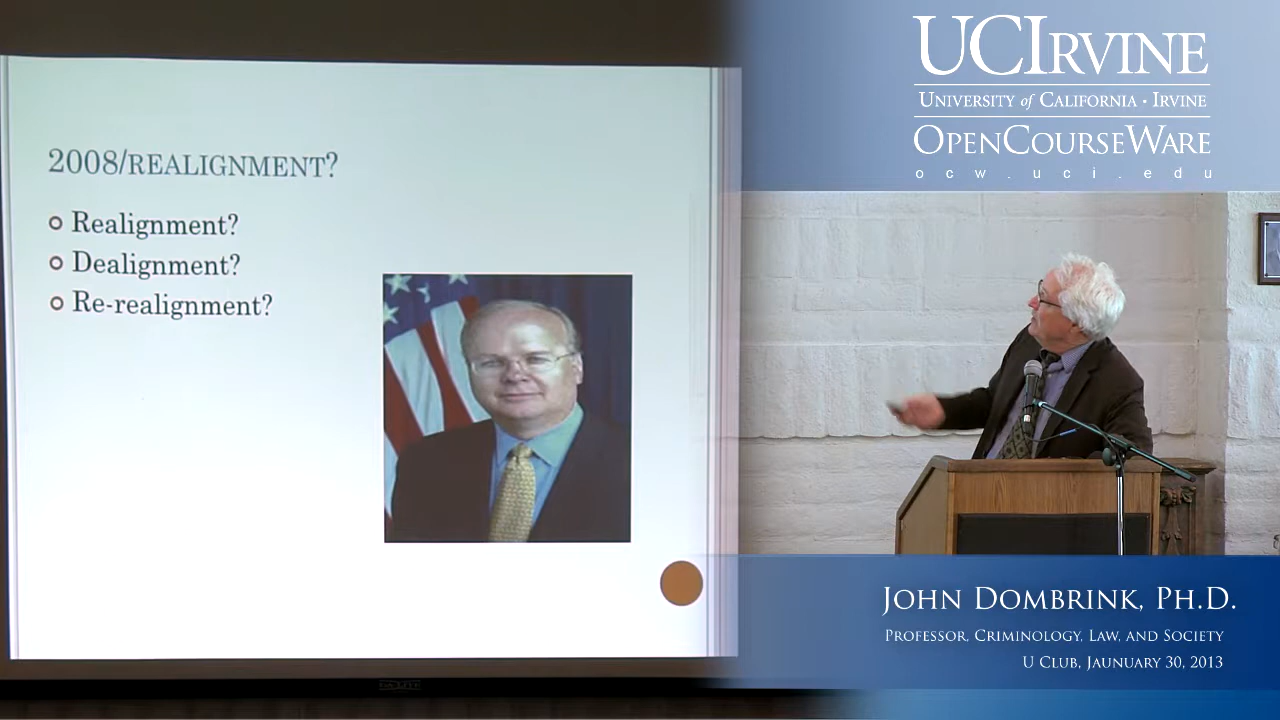 2008/REALIGNMENT?
Realignment?
Dealignment?
Re-realignment?
UCIRVINE
UNIVERSITY of CALIFORNIA • IRVINE
OPENCOURSEWARE
ocw.uci.edu
JOHN DOMBRINK, PH.D.
PROFESSOR, CRIMINOLOGY, LAW, AND SOCIETY
U CLUB, JAUNUARY 30, 2013